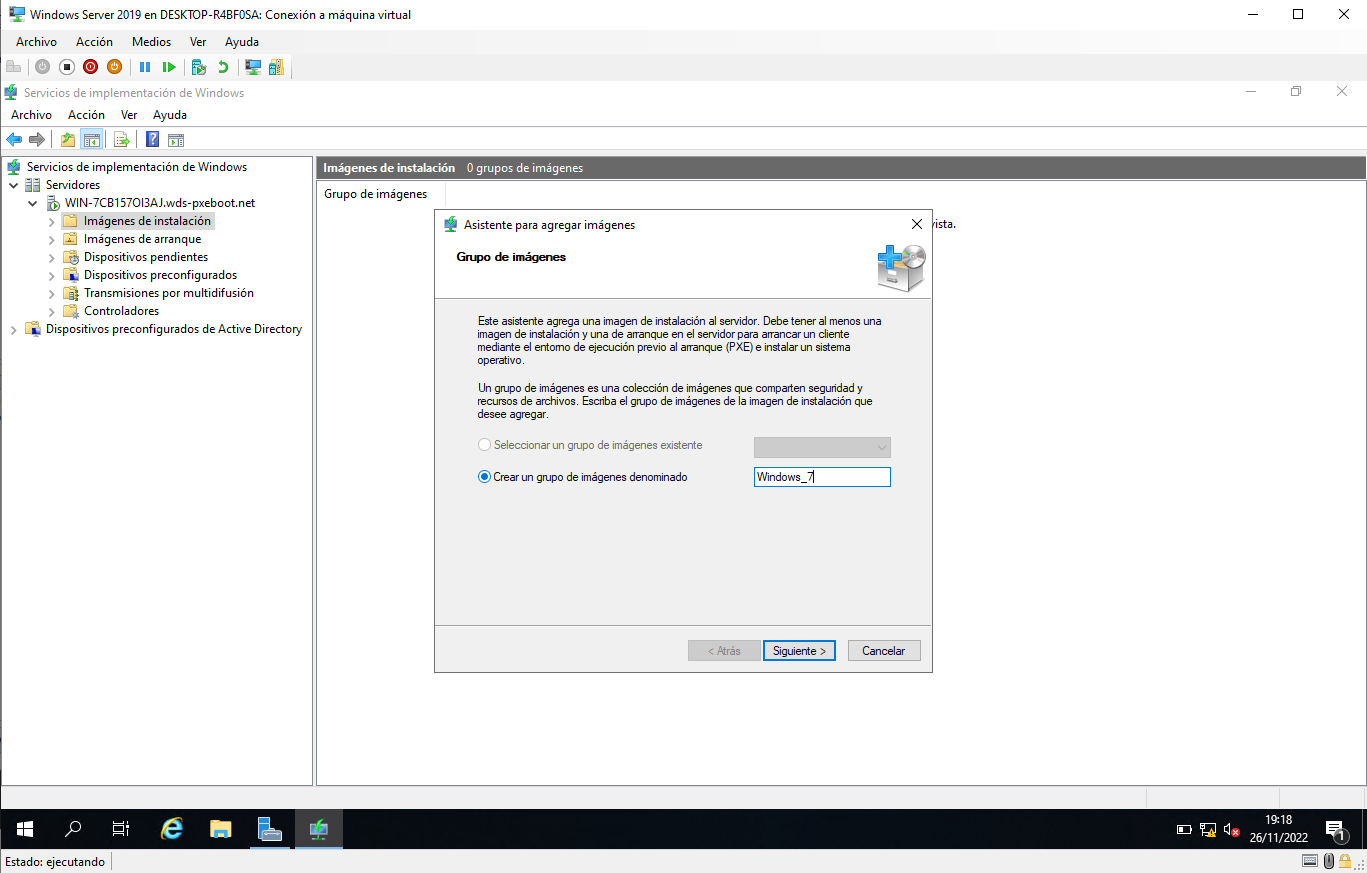 Windows Server 2019 en DESKTOP-R4BF0SA: Conexión a máquina virtual
Archivo Acción Medios Ver Ayuda
Servicios de implementación de Windows
Archivo Acción Ver Ayuda
Servicios de implementación de Windows
Servidores
WIN-7CB157OI3AJ.wds-pxeboot.net
Imágenes de instalación
Imágenes de arranque
Dispositivos pendientes
Dispositivos preconfigurados
Transmisiones por multidifusión
Controladores
Dispositivos preconfigurados de Active Directory
Imágenes de instalación 0 grupos de imágenes
Grupo de imágenes
vista.
Asistente para agregar imágenes
Grupo de imágenes
Este asistente agrega una imagen de instalación al servidor. Debe tener al menos una
imagen de instalación y una de arranque en el servidor para arrancar un cliente
mediante el entorno de ejecución previo al arranque (PXE) e instalar un sistema
operativo.
Un grupo de imágenes es una colección de imágenes que comparten seguridad y
recursos de archivos. Escriba el grupo de imágenes de la imagen de instalación que
desee agregar.
Seleccionar un grupo de imágenes existente
Crear un grupo de imágenes denominado Windows_7
< Atrás Siguiente > Cancelar
19:18
26/11/2022
1
Estado: ejecutando